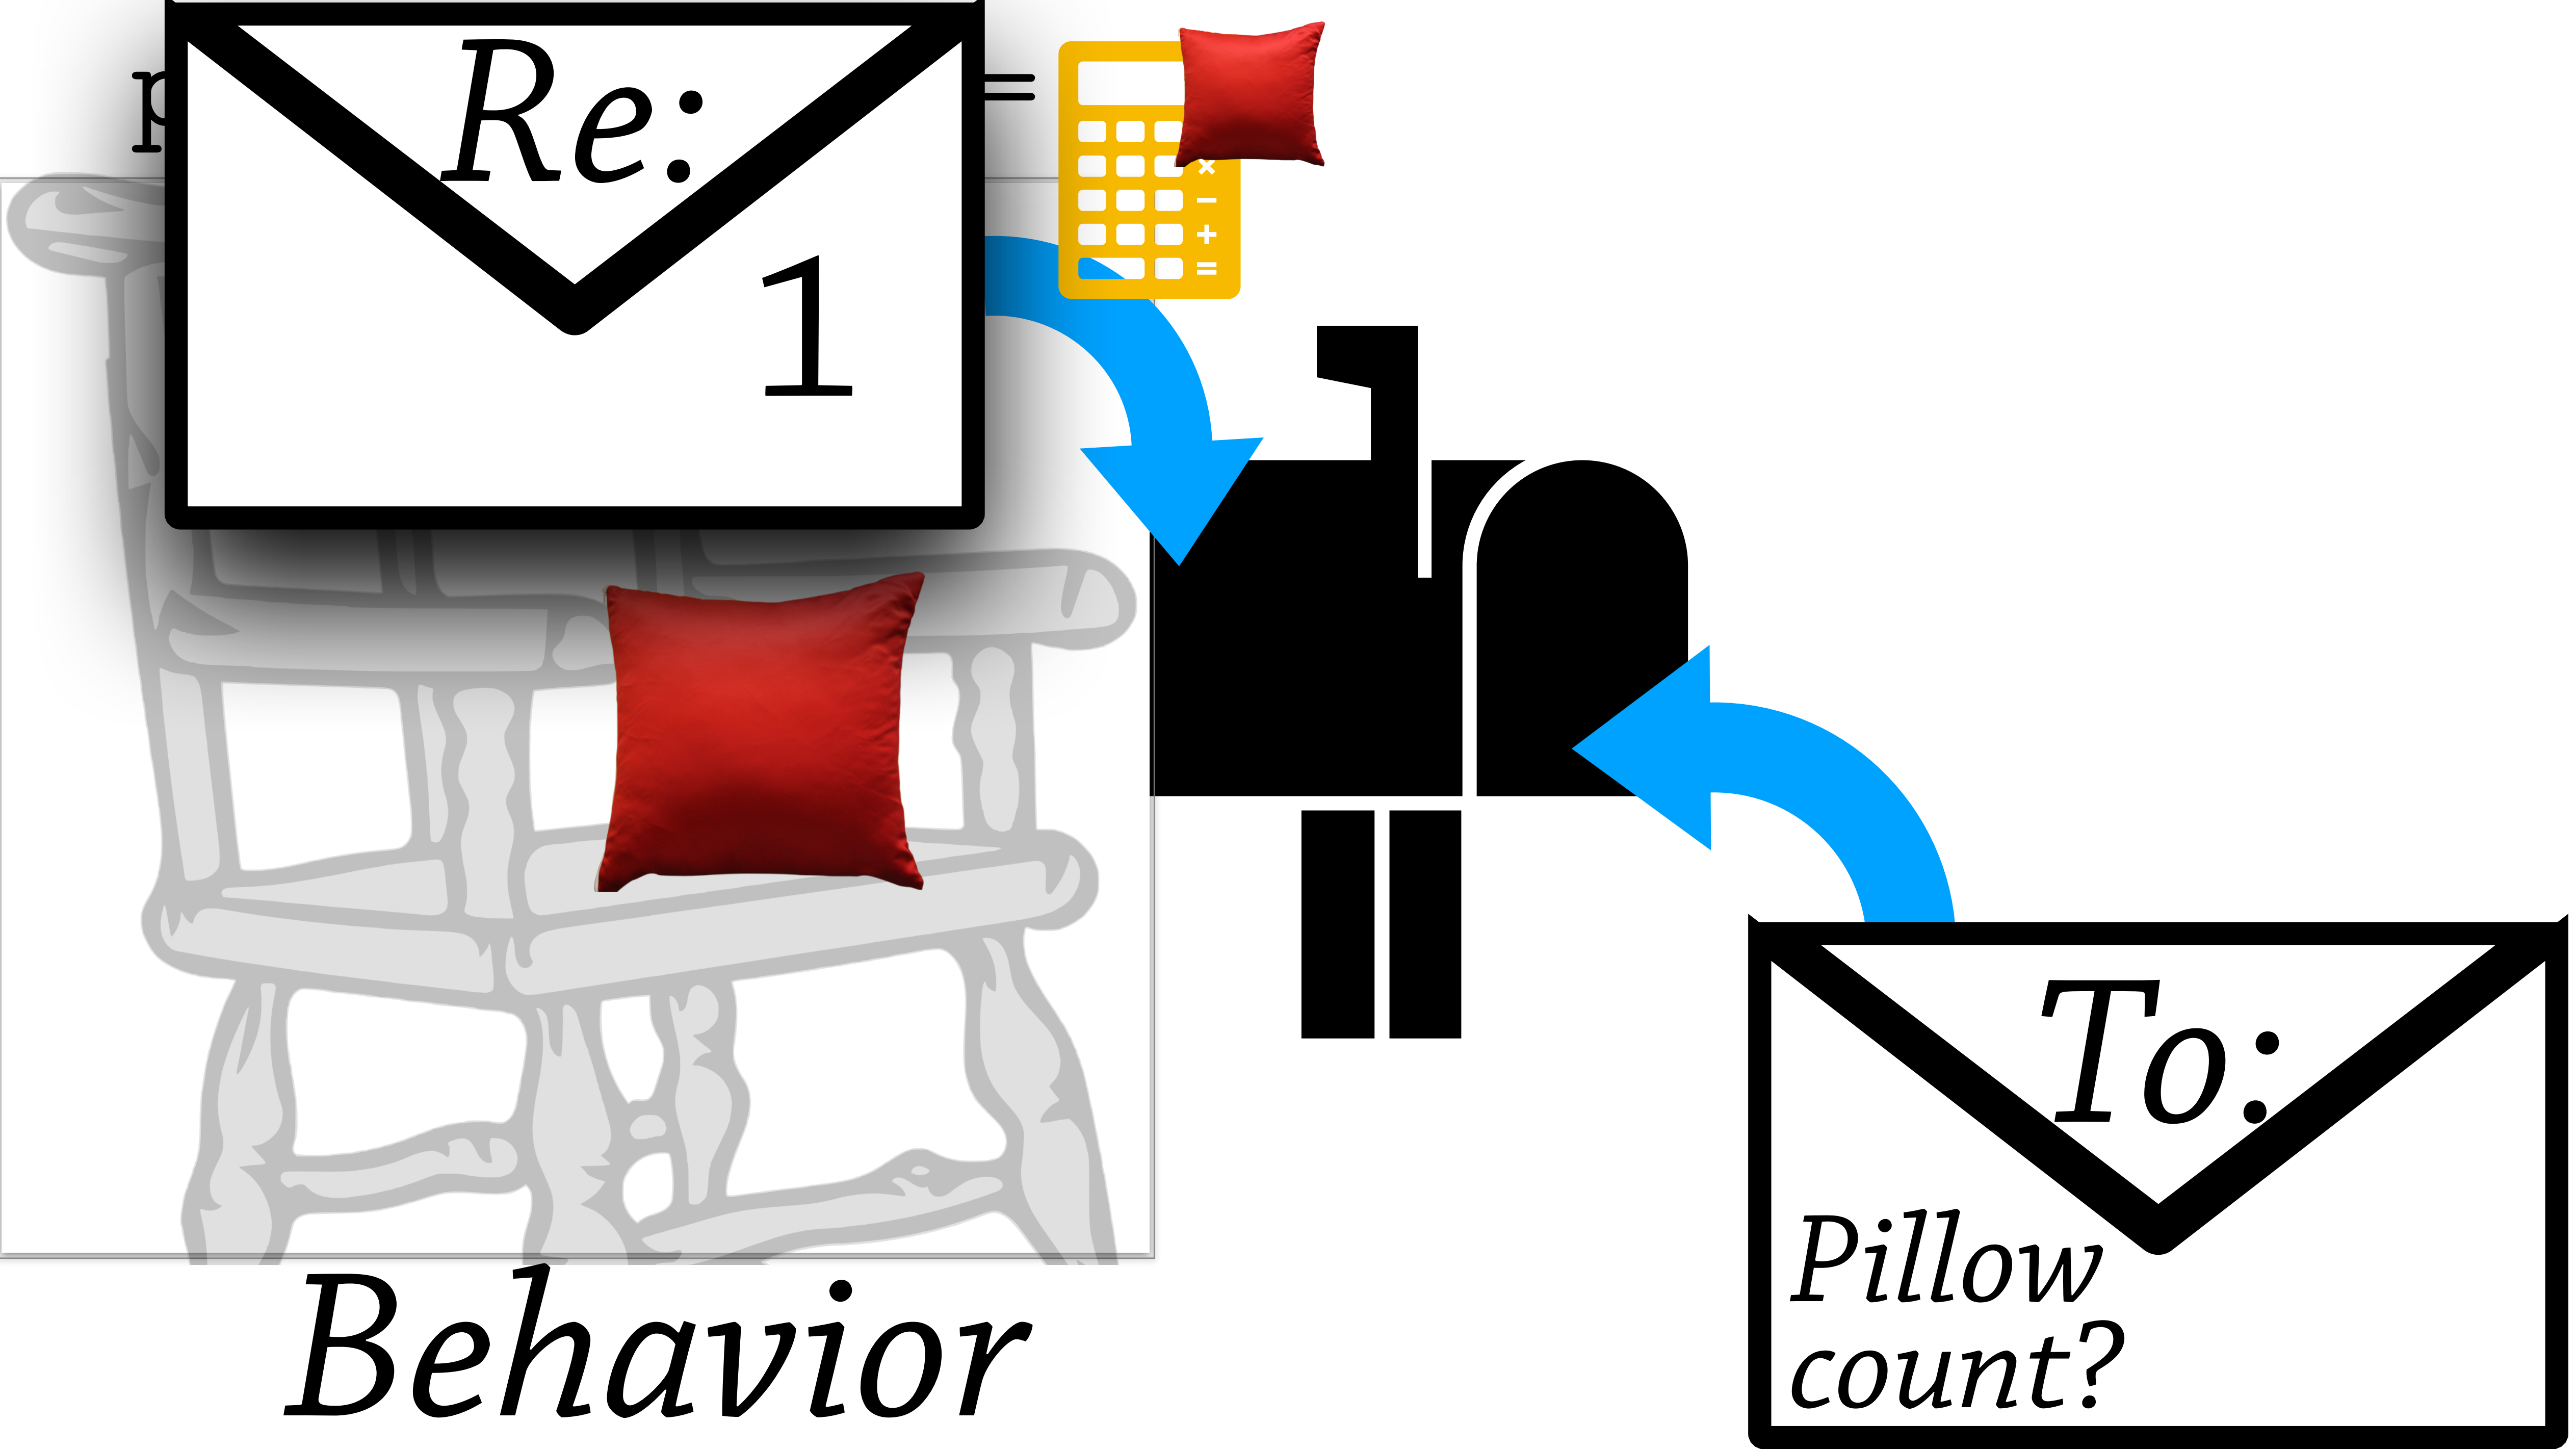 Re:
p =
1
To:
Pillow
count?
Behavior